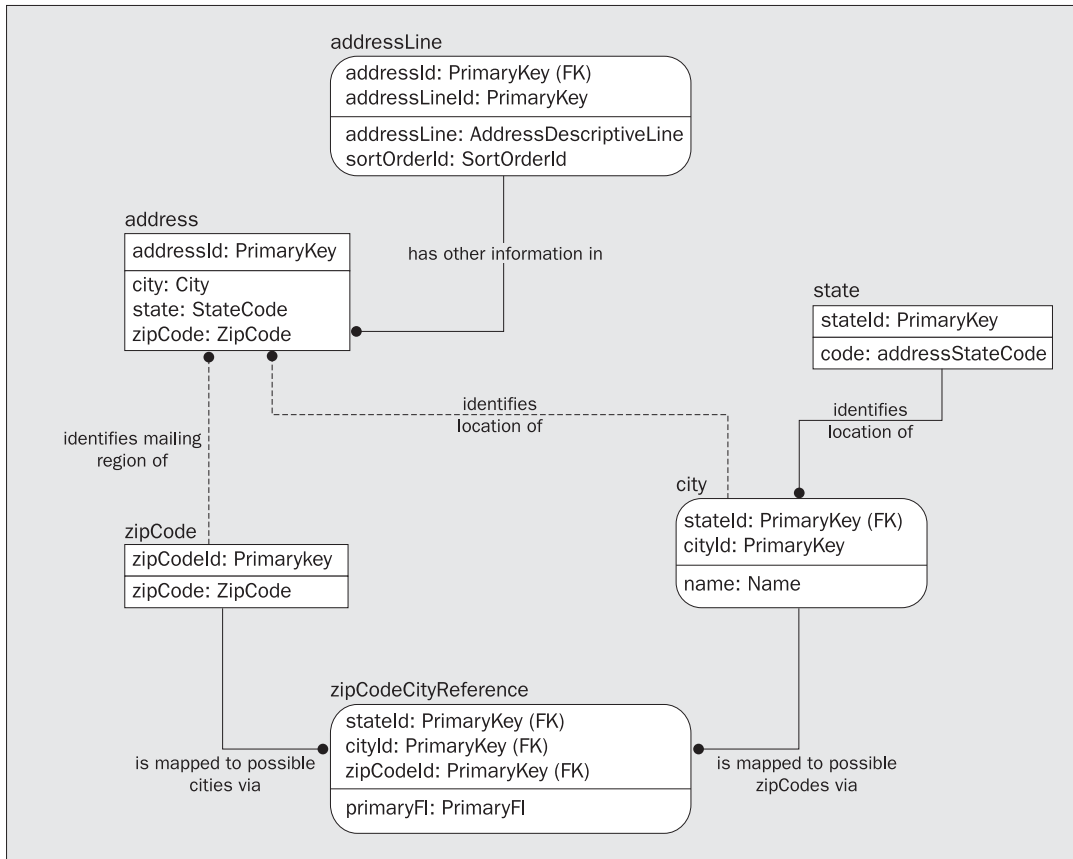 addressLine
addressId: PrimaryKey (FK)
addressLineId: PrimaryKey
addressLine: AddressDescriptiveLine
sortOrderId: SortOrderId
has other information in
address
addressId: PrimaryKey
city: City
state: StateCode
zipCode: ZipCode
state
stateId: PrimaryKey
code: addressStateCode
identifies
location of
identifies
location of
identifies mailing
region of
city
stateId: PrimaryKey (FK)
cityId: PrimaryKey
name: Name
zipCode
zipCodeId: Primarykey
zipCode: ZipCode
zipCodeCityReference
stateId: PrimaryKey (FK)
cityId: PrimaryKey (FK)
zipCodeId: PrimaryKey (FK)
primaryFl: PrimaryFl
is mapped to possible
cities via
is mapped to possible
zipCodes via